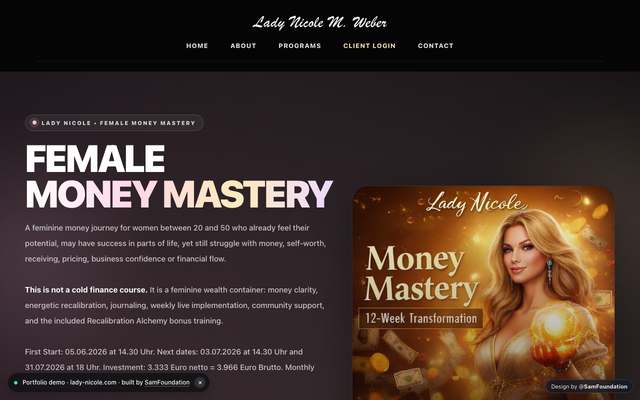 Lady Nicole M. Weber
HOME ABOUT PROGRAMS CLIENT LOGIN CONTACT
LADY NICOLE • FEMALE MONEY MASTERY
FEMALE
MONEY MASTERY
A feminine money journey for women between 20 and 50 who already feel their
potential, may have success in parts of life, yet still struggle with money, self-worth,
receiving, pricing, business confidence or financial flow.
This is not a cold finance course. It is a feminine wealth container: money clarity,
energetic recalibration, journaling, weekly live implementation, community support,
and the included Recalibration Alchemy bonus training.
First Start: 05.06.2026 at 14.30 Uhr. Next dates: 03.07.2026 at 14.30 Uhr and
31.07.2026 at 18 Uhr. Investment: 3.333 Euro netto = 3.966 Euro Brutto. Monthly
Lady Nicole
Money
Mastery
12-Week Transformation
Portfolio demo · lady-nicole.com · built by SamFoundation ×
Design by @SamFoundation